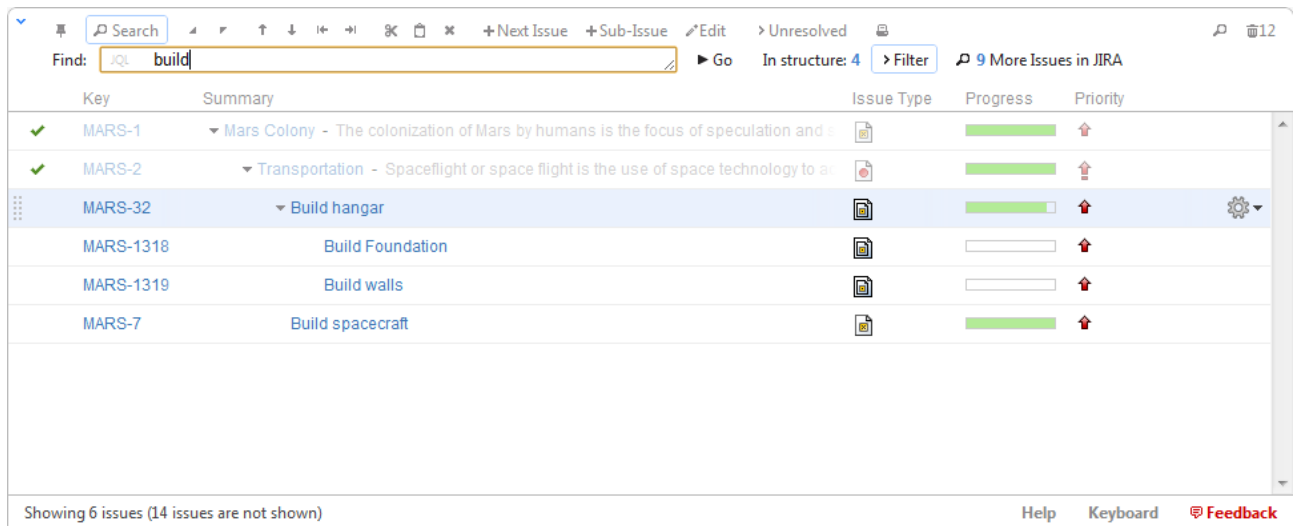 Search +Next Issue +Sub-Issue Edit >Unresolved 12
Find: JQL build Go In structure: 4 >Filter 9 More Issues in JIRA
Key Summary Issue Type Progress Priority
MARS-1 Mars Colony - The colonization of Mars by humans is the focus of speculation and
MARS-2 Transportation - Spaceflight or space flight is the use of space technology to
MARS-32 Build hangar
MARS-1318 Build Foundation
MARS-1319 Build walls
MARS-7 Build spacecraft
Showing 6 issues (14 issues are not shown) Help Keyboard Feedback